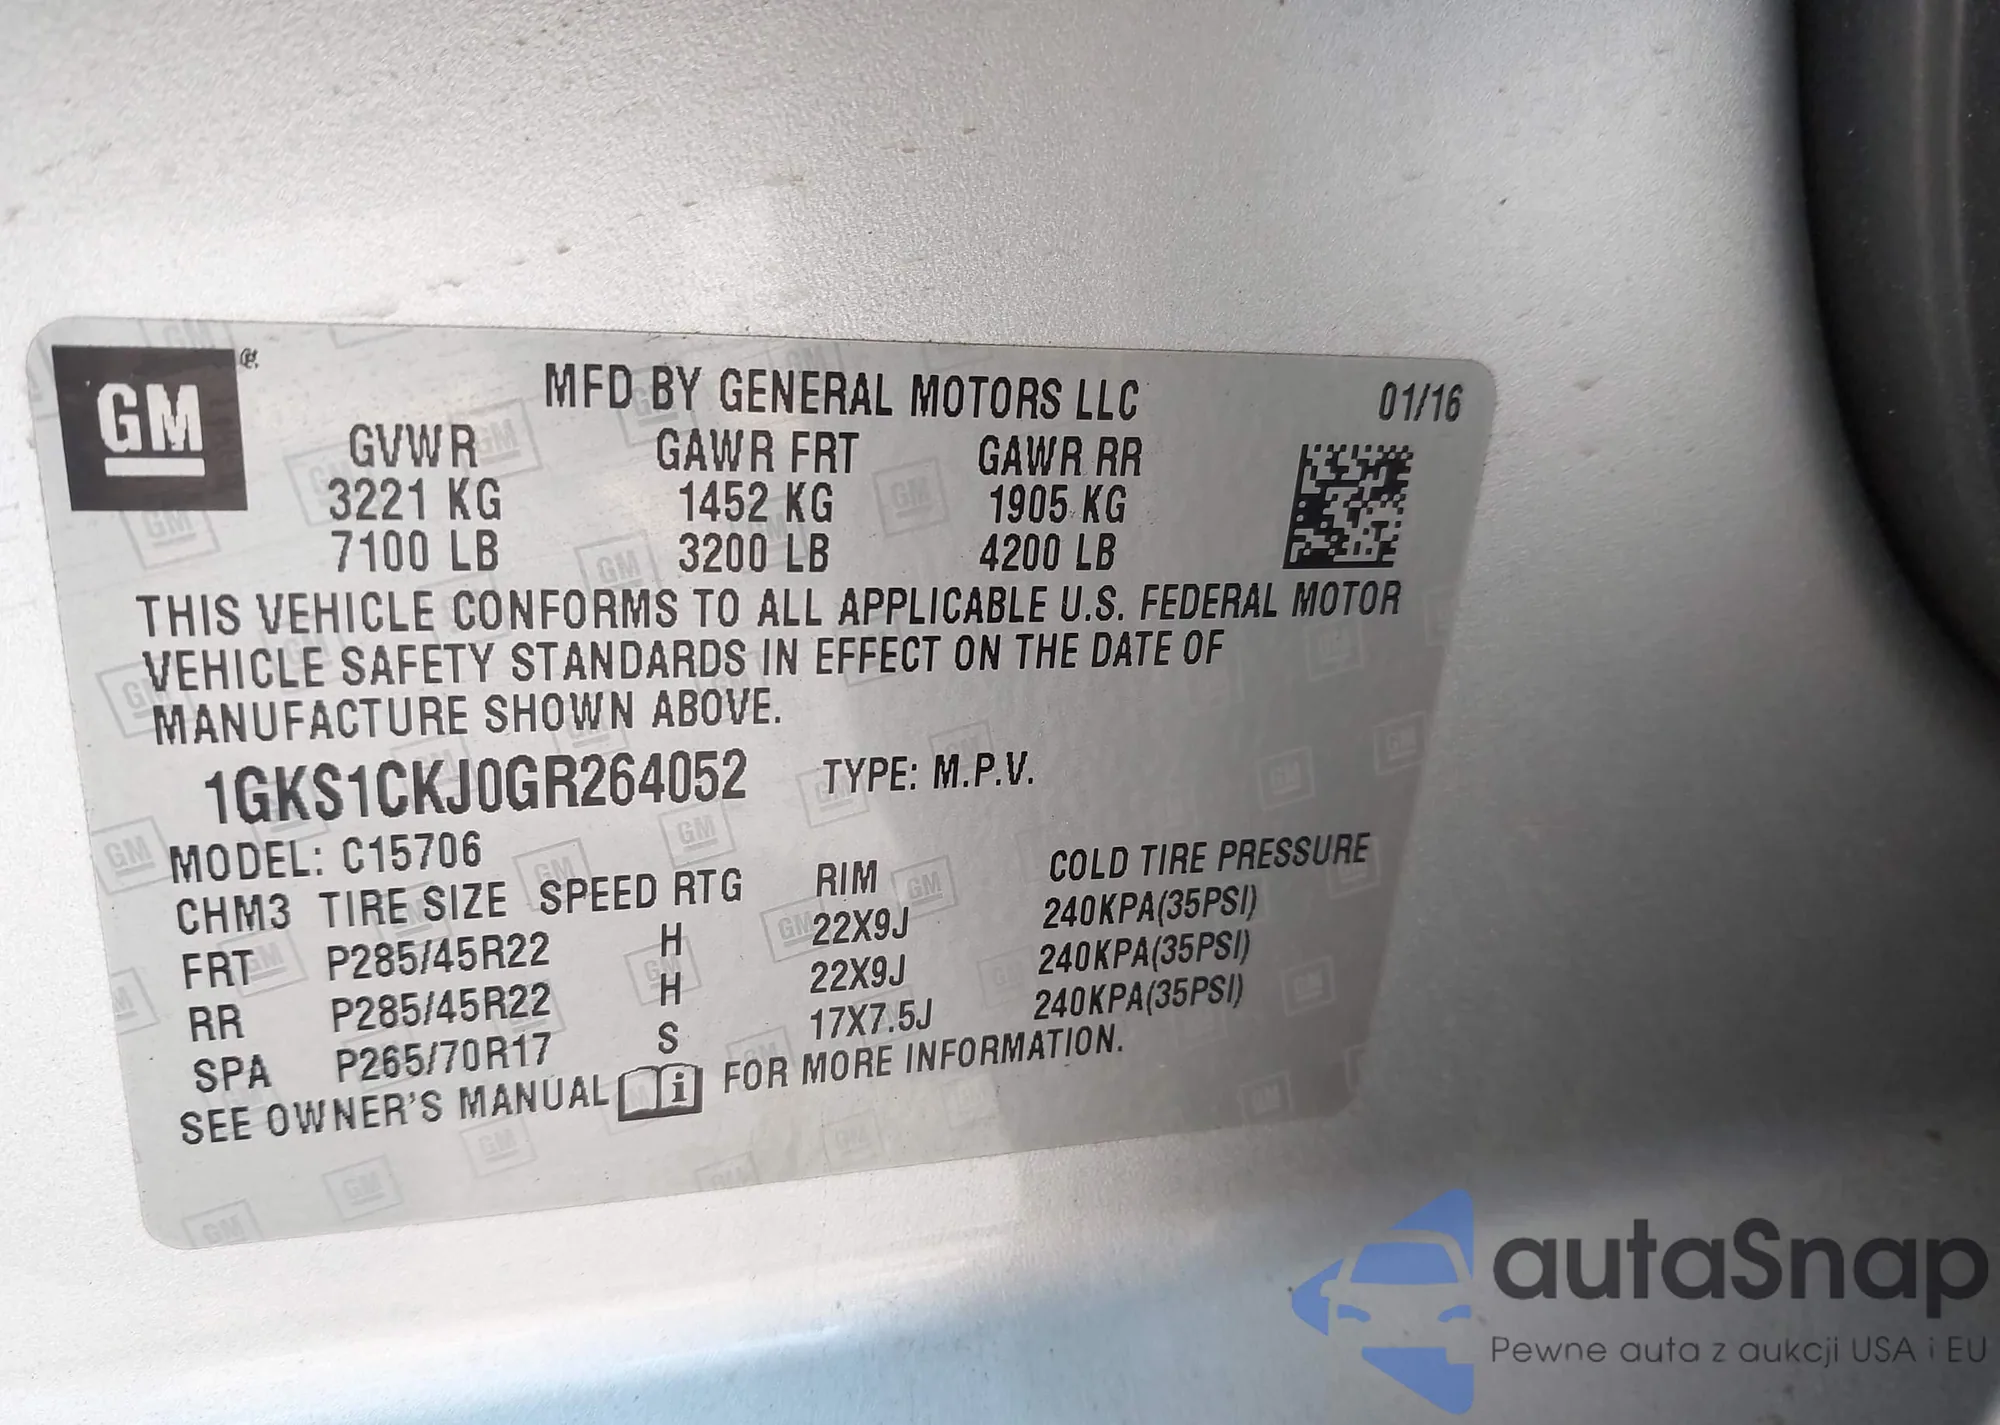 GM
MFD BY GENERAL MOTORS LLC 01/16
GVWR GAWR FRT GAWR RR
3221 KG 1452 KG 1905 KG
7100 LB 3200 LB 4200 LB
THIS VEHICLE CONFORMS TO ALL APPLICABLE U.S. FEDERAL MOTOR
VEHICLE SAFETY STANDARDS IN EFFECT ON THE DATE OF
MANUFACTURE SHOWN ABOVE.
1GKS1CKJ0GR264052 TYPE: M.P.V.
MODEL: C15706
CHM3 TIRE SIZE SPEED RTG RIM COLD TIRE PRESSURE
FRT P285/45R22 H 22X9J 240KPA(35PSI)
RR P285/45R22 H 22X9J 240KPA(35PSI)
SPA P265/70R17 S 17X7.5J 240KPA(35PSI)
SEE OWNER'S MANUAL i FOR MORE INFORMATION.
autaSnap
Pewne auta z aukcji USA i EU